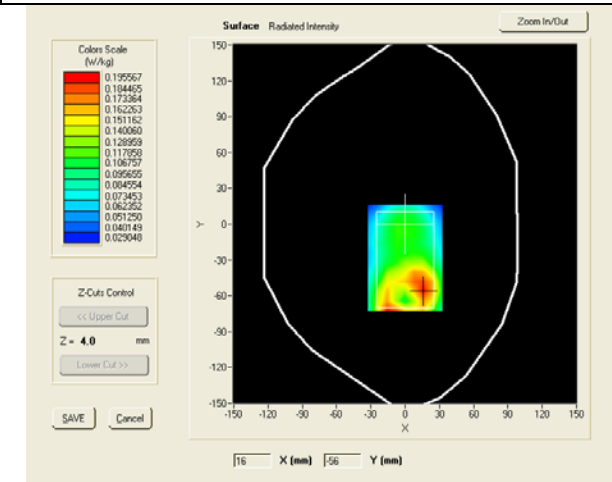 Surface Radiated Intensity
Zoom In/Out
Colors Scale
(W/kg)
0.195567
0.184465
0.173364
0.162263
0.151162
0.140060
0.128959
0.117858
0.106757
0.095655
0.084554
0.073453
0.062352
0.051250
0.040149
0.029048
150
120
90
60
30
0
-30
-60
-90
-120
-150
Y
-150 -120 -90 -60 -30 0 30 60 90 120 150
X
Z-Cuts Control
<< Upper Cut
Z = 4.0 mm
Lower Cut >>
SAVE Cancel
16 X (mm) -56 Y (mm)